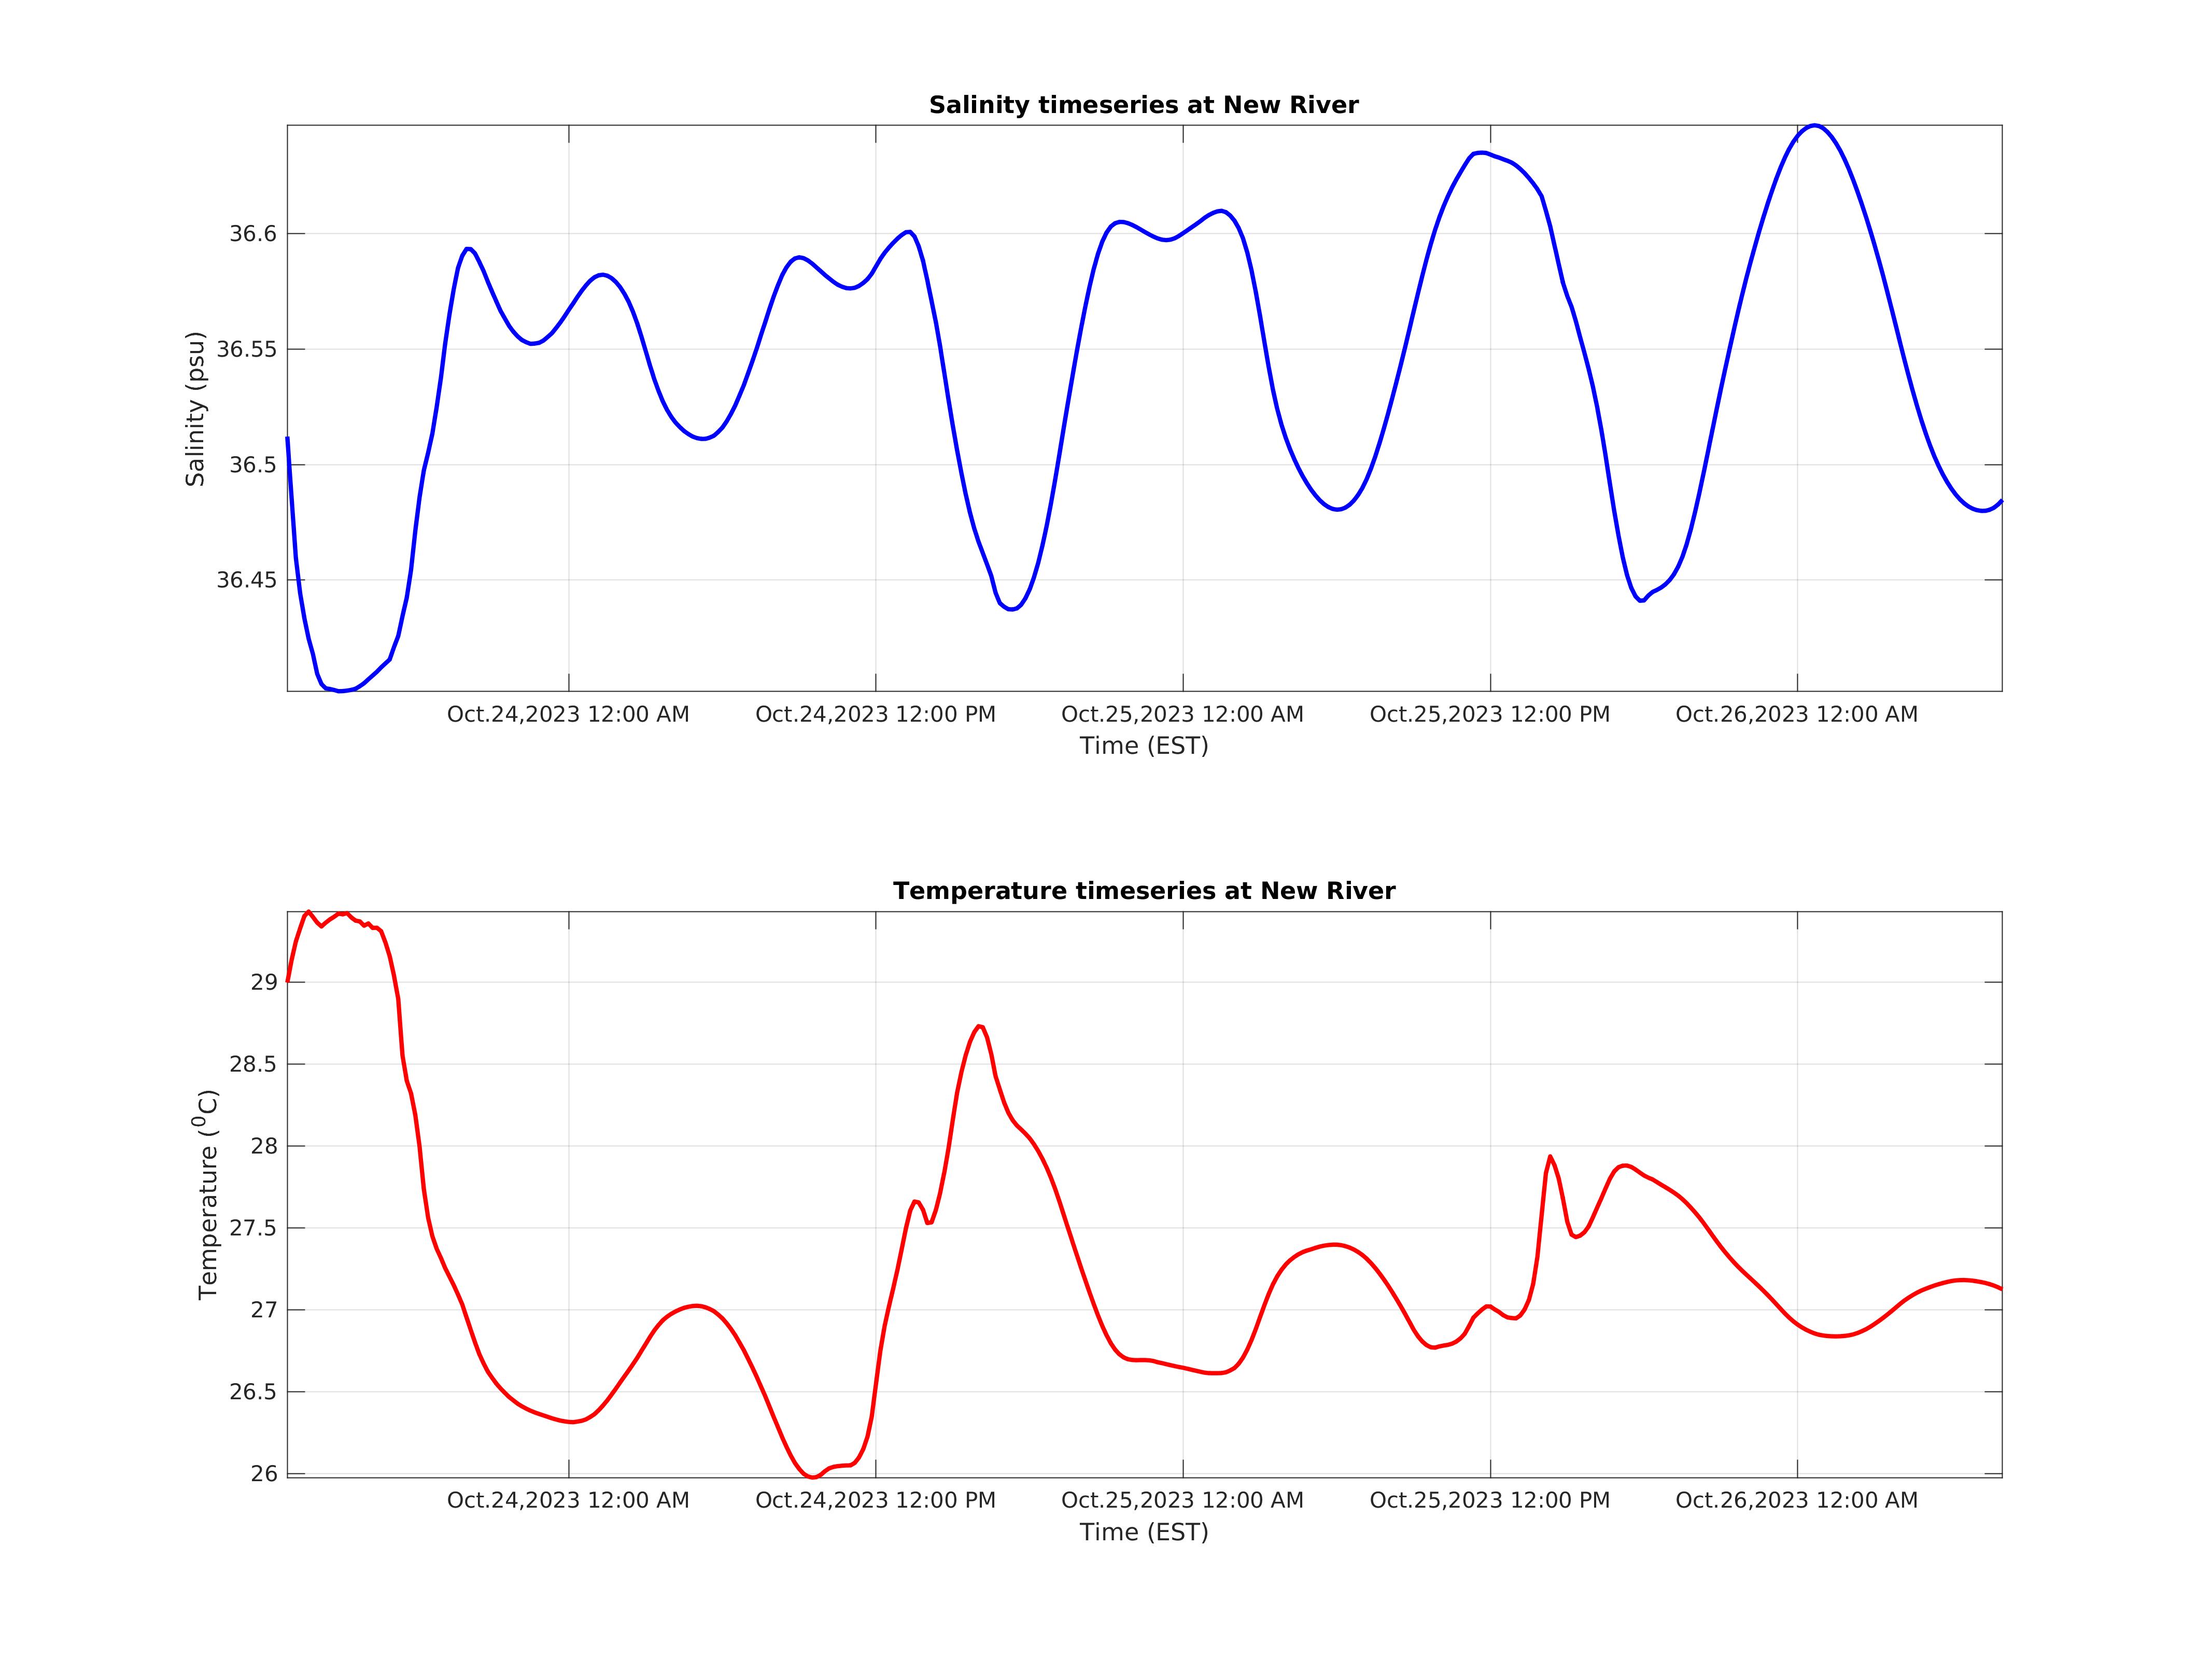 Salinity timeseries at New River
Salinity (psu)
36.6
36.55
36.5
36.45
Oct.24,2023 12:00 AM Oct.24,2023 12:00 PM Oct.25,2023 12:00 AM Oct.25,2023 12:00 PM Oct.26,2023 12:00 AM
Time (EST)
Temperature timeseries at New River
Temperature (⁰C)
29
28.5
28
27.5
27
26.5
26
Oct.24,2023 12:00 AM Oct.24,2023 12:00 PM Oct.25,2023 12:00 AM Oct.25,2023 12:00 PM Oct.26,2023 12:00 AM
Time (EST)